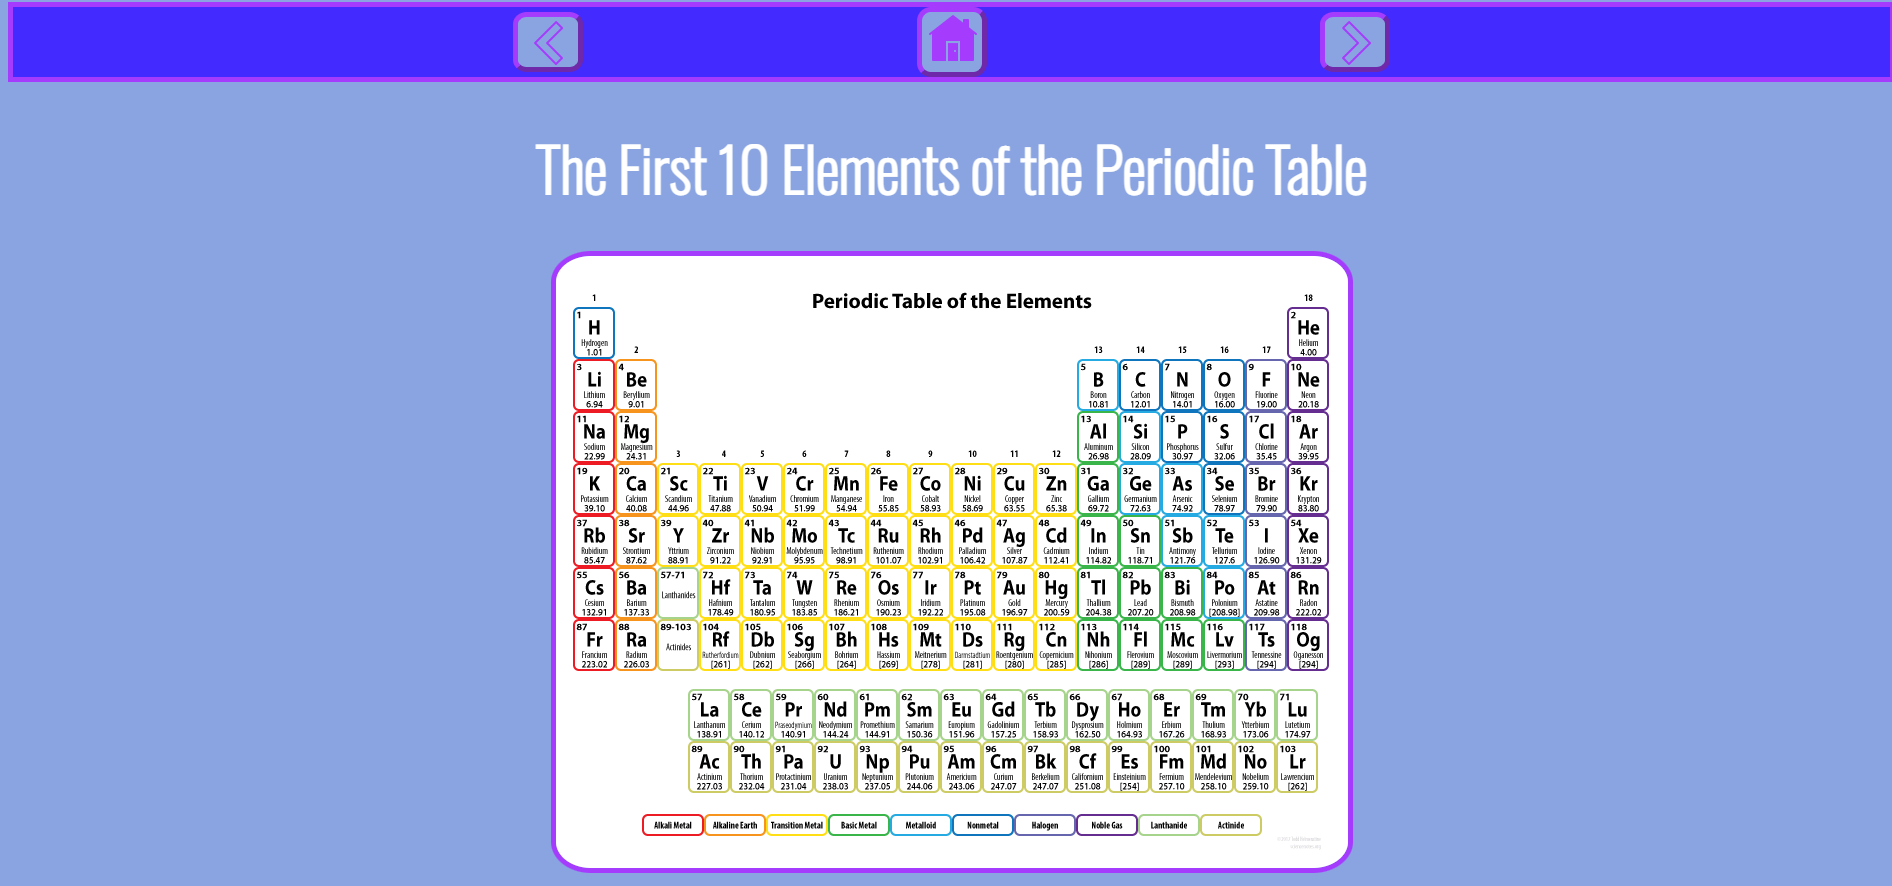 The First 10 Elements of the Periodic Table
Periodic Table of the Elements
1 18
1 2
H He
Hydrogen Helium
1.01 4.00
2 13 14 15 16 17
3 4 5 6 7 8 9 10
Li Be B C N O F Ne
Lithium Beryllium Boron Carbon Nitrogen Oxygen Fluorine Neon
6.94 9.01 10.81 12.01 14.01 16.00 19.00 20.18
11 12 13 14 15 16 17 18
Na Mg Al Si P S Cl Ar
Sodium Magnesium Aluminum Silicon Phosphorus Sulfur Chlorine Argon
22.99 24.31 26.98 28.09 30.97 32.06 35.45 39.95
3 4 5 6 7 8 9 10 11 12
19 20 21 22 23 24 25 26 27 28 29 30 31 32 33 34 35 36
K Ca Sc Ti V Cr Mn Fe Co Ni Cu Zn Ga Ge As Se Br Kr
Potassium Calcium Scandium Titanium Vanadium Chromium Manganese Iron Cobalt Nickel Copper Zinc Gallium Germanium Arsenic Selenium Bromine Krypton
39.10 40.08 44.96 47.88 50.94 51.99 54.94 55.85 58.93 58.69 63.55 65.38 69.72 72.63 74.92 78.97 79.90 83.80
37 38 39 40 41 42 43 44 45 46 47 48 49 50 51 52 53 54
Rb Sr Y Zr Nb Mo Tc Ru Rh Pd Ag Cd In Sn Sb Te I Xe
Rubidium Strontium Yttrium Zirconium Niobium Molybdenum Technetium Ruthenium Rhodium Palladium Silver Cadmium Indium Tin Antimony Tellurium Iodine Xenon
85.47 87.62 88.91 91.22 92.91 95.95 98.91 101.07 102.91 106.42 107.87 112.41 114.82 118.71 121.76 127.6 126.90 131.29
55 56 57-71 72 73 74 75 76 77 78 79 80 81 82 83 84 85 86
Cs Ba Hf Ta W Re Os Ir Pt Au Hg Tl Pb Bi Po At Rn
Cesium Barium Lanthanides Hafnium Tantalum Tungsten Rhenium Osmium Iridium Platinum Gold Mercury Thallium Lead Bismuth Polonium Astatine Radon
132.91 137.33 178.49 180.95 183.85 186.21 190.23 192.22 195.08 196.97 200.59 204.38 207.20 208.98 [208.98] 209.98 222.02
87 88 89-103 104 105 106 107 108 109 110 111 112 113 114 115 116 117 118
Fr Ra Rf Db Sg Bh Hs Mt Ds Rg Cn Nh Fl Mc Lv Ts Og
Francium Radium Actinides Rutherfordium Dubnium Seaborgium Bohrium Hassium Meitnerium Darmstadtium Roentgenium Copernicium Nihonium Flerovium Moscovium Livermorium Tennessine Oganesson
223.02 226.03 [261] [262] [266] [264] [269] [278] [281] [280] [285] [286] [289] [289] [293] [294] [294]
57 58 59 60 61 62 63 64 65 66 67 68 69 70 71
La Ce Pr Nd Pm Sm Eu Gd Tb Dy Ho Er Tm Yb Lu
Lanthanum Cerium Praseodymium Neodymium Promethium Samarium Europium Gadolinium Terbium Dysprosium Holmium Erbium Thulium Ytterbium Lutetium
138.91 140.12 140.91 144.24 144.91 150.36 151.96 157.25 158.93 162.50 164.93 167.26 168.93 173.06 174.97
89 90 91 92 93 94 95 96 97 98 99 100 101 102 103
Ac Th Pa U Np Pu Am Cm Bk Cf Es Fm Md No Lr
Actinium Thorium Protactinium Uranium Neptunium Plutonium Americium Curium Berkelium Californium Einsteinium Fermium Mendelevium Nobelium Lawrencium
227.03 232.04 231.04 238.03 237.05 244.06 243.06 247.07 247.07 251.08 [254] 257.10 258.10 259.10 [262]
Alkali Metal Alkaline Earth Transition Metal Basic Metal Metalloid Nonmetal Halogen Noble Gas Lanthanide Actinide